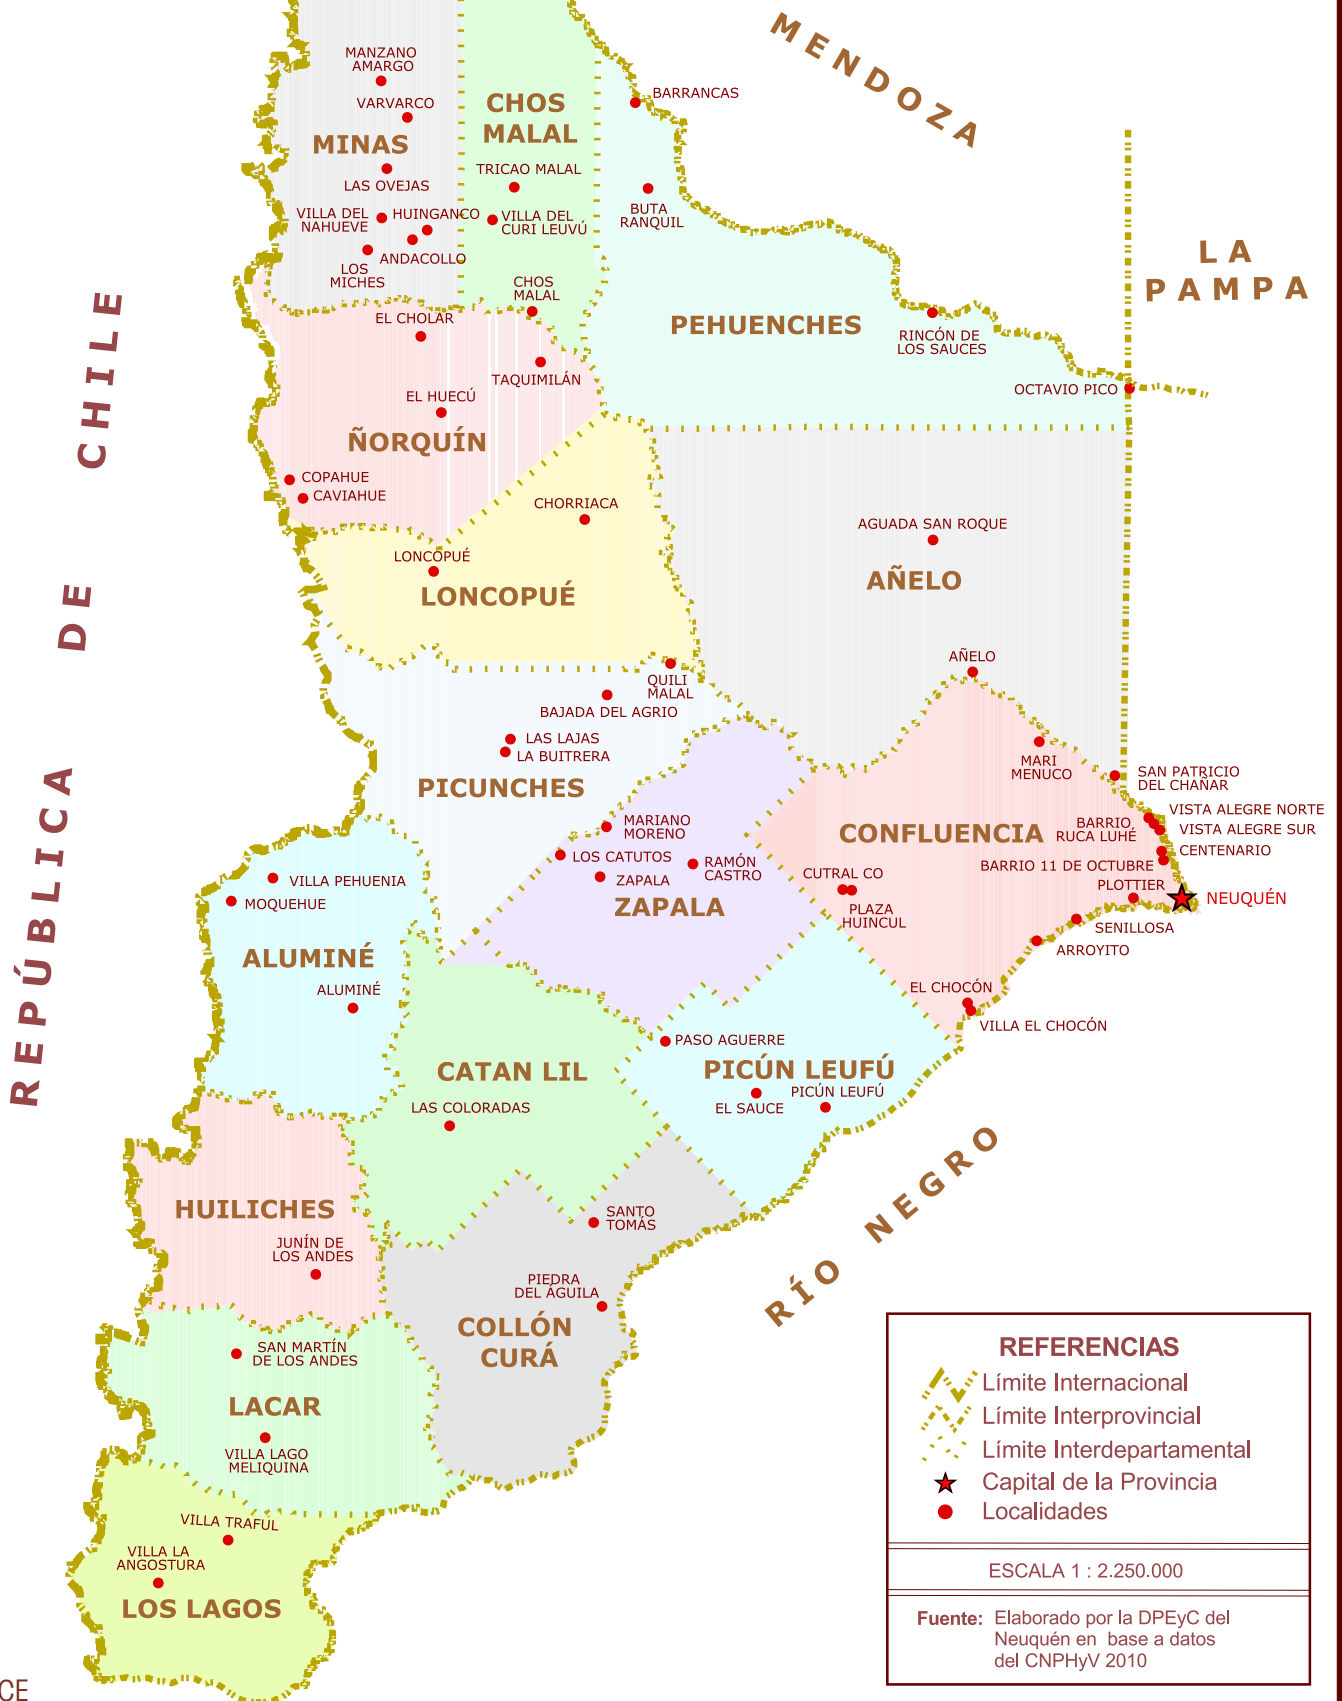 MENDOZA
MANZANO
AMARGO
VARVARCO
CHOS
MALAL
BARRANCAS
MINAS
TRICAO MALAL
LAS OVEJAS
VILLA DEL
NAHUEVE
HUINGANCO
VILLA DEL
CURI LEUVÚ
BUTA
RANQUIL
ANDACOLLO
LOS
MICHES
LA
PAMPA
CHOS
MALAL
EL CHOLAR
PEHUENCHES
RINCÓN DE
LOS SAUCES
TAQUIMILÁN
OCTAVIO PICO
EL HUECÚ
ÑORQUÍN
COPAHUE
CAVIAHUE
CHORRIACA
AGUADA SAN ROQUE
LONCOPUÉ
LONCOPUÉ
AÑELO
REPÚBLICA DE CHILE
AÑELO
QUILI
MALAL
BAJADA DEL AGRIO
LAS LAJAS
LA BUITRERA
MARI
MENUCO
SAN PATRICIO
DEL CHAÑAR
PICUNCHES
VISTA ALEGRE NORTE
BARRIO
RUCA LUHÉ
VISTA ALEGRE SUR
MARIANO
MORENO
CONFLUENCIA
CENTENARIO
LOS CATUTOS
RAMÓN
CASTRO
BARRIO 11 DE OCTUBRE
CUTRAL CO
ZAPALA
VILLA PEHUENIA
PLOTTIER
MOQUEHUE
ZAPALA
PLAZA
HUINCUL
NEUQUÉN
SENILLOSA
ARROYITO
ALUMINÉ
ALUMINÉ
EL CHOCÓN
VILLA EL CHOCÓN
PASO AGUERRE
CATAN LIL
PICÚN LEUFÚ
PICÚN LEUFÚ
EL SAUCE
LAS COLORADAS
RÍO NEGRO
HUILICHES
SANTO
TOMÁS
JUNÍN DE
LOS ANDES
PIEDRA
DEL ÁGUILA
COLLÓN
CURÁ
SAN MARTÍN
DE LOS ANDES
LACAR
VILLA LAGO
MELIQUINA
VILLA TRAFUL
VILLA LA
ANGOSTURA
LOS LAGOS
REFERENCIAS
Límite Internacional
Límite Interprovincial
Límite Interdepartamental
Capital de la Provincia
Localidades
ESCALA 1 : 2.250.000
Fuente: Elaborado por la DPEyC del
Neuquén en base a datos
del CNPHyV 2010
CE